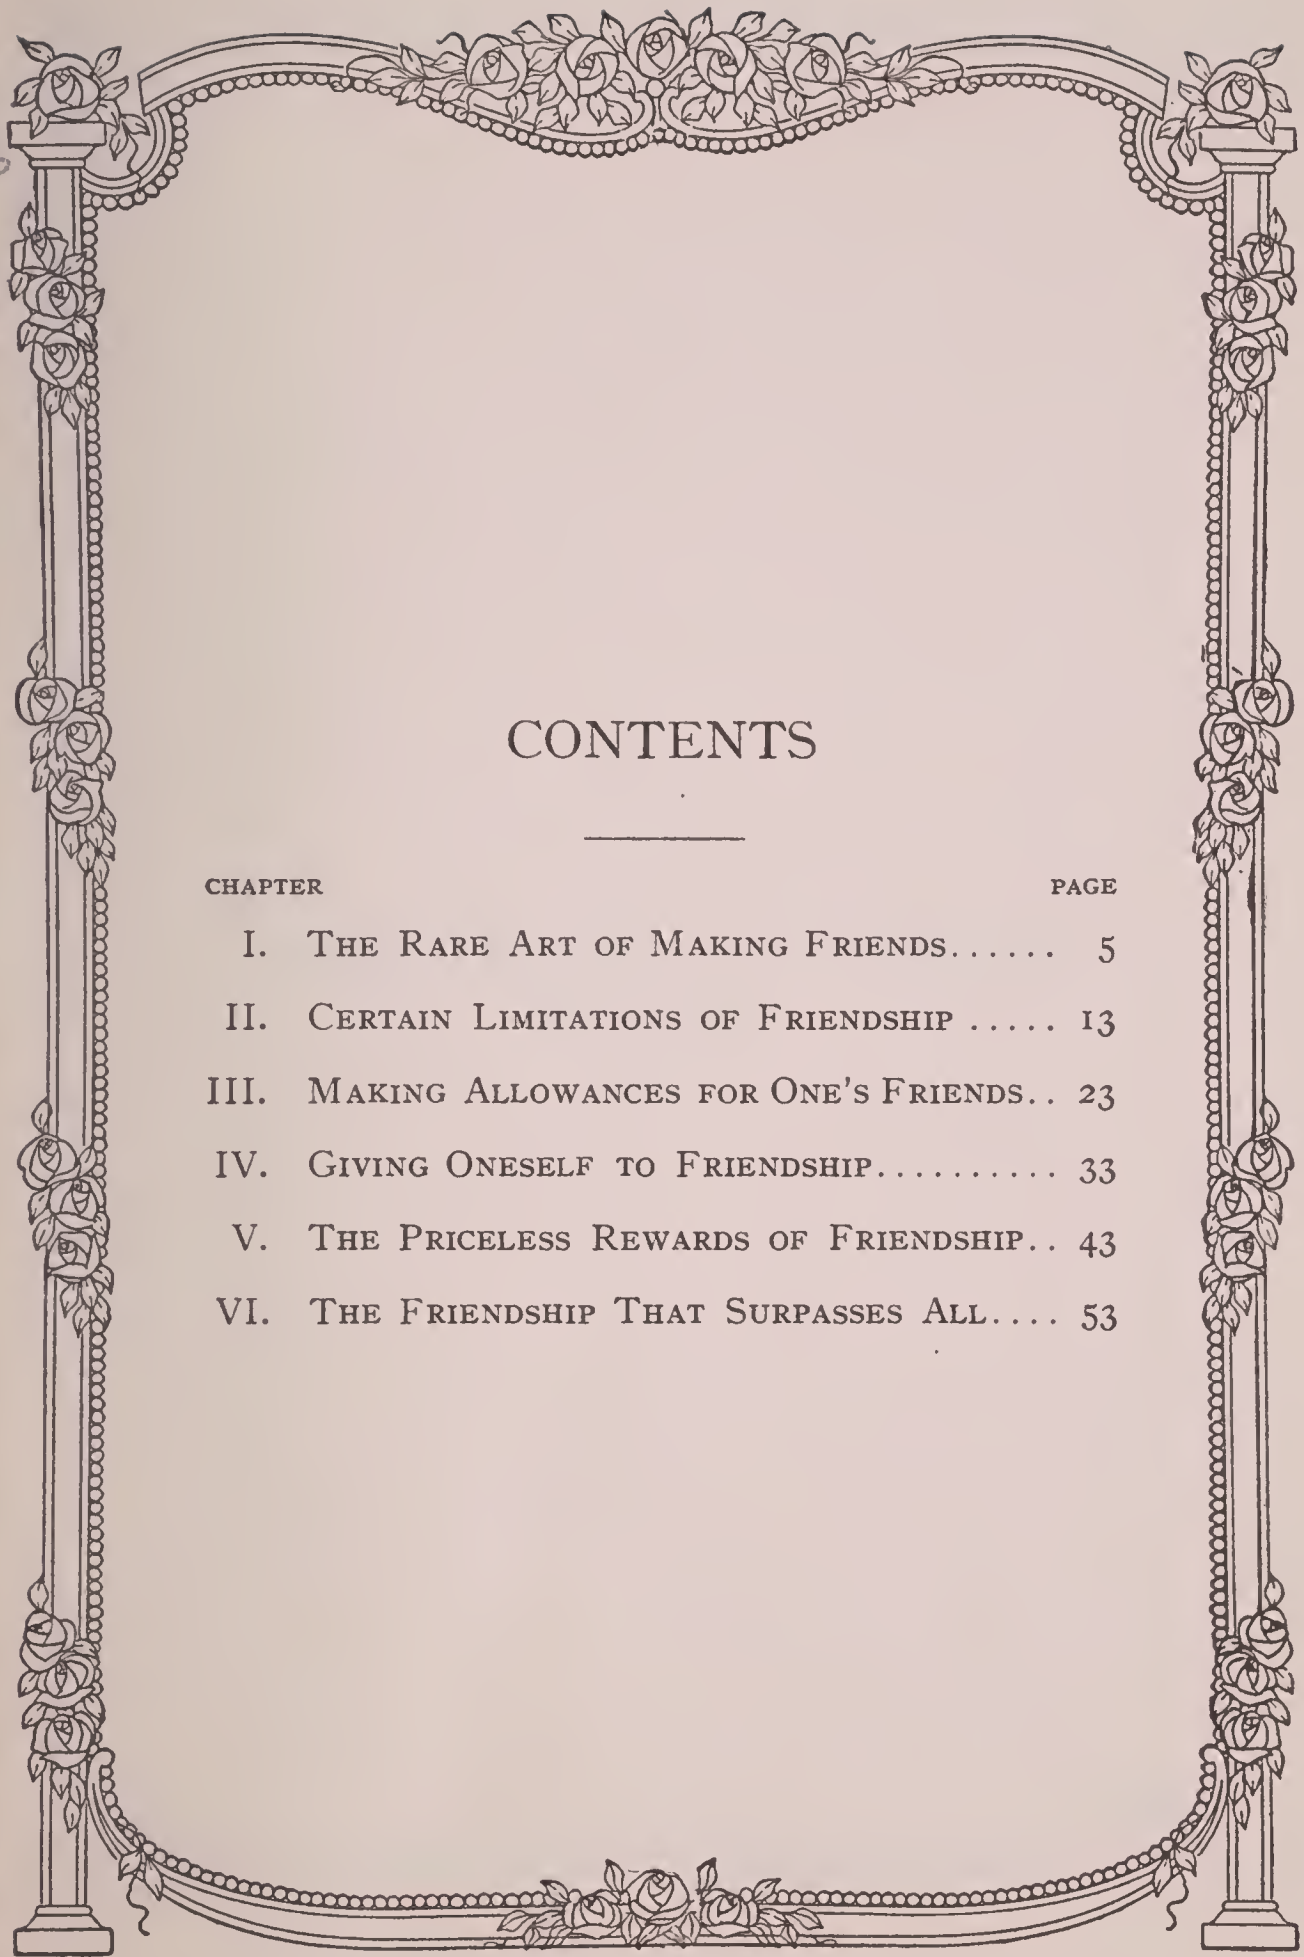 CONTENTS
CHAPTER PAGE
I. The Rare Art of Making Friends...... 5
II. Certain Limitations of Friendship ..... 13
III. Making Allowances for One's Friends.. 23
IV. Giving Oneself to Friendship.......... 33
V. The Priceless Rewards of Friendship.. 43
VI. The Friendship That Surpasses All.... 53